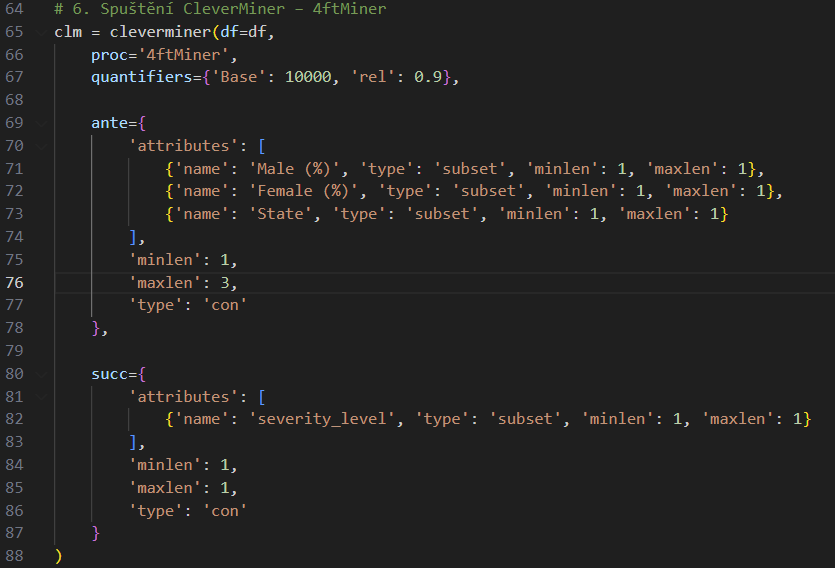 64 # 6. Spuštění CleverMiner – 4ftMiner
65 clm = cleverminer(df=df,
66     proc='4ftMiner',
67     quantifiers={'Base': 10000, 'rel': 0.9},
68
69     ante={
70         'attributes': [
71             {'name': 'Male (%)', 'type': 'subset', 'minlen': 1, 'maxlen': 1},
72             {'name': 'Female (%)', 'type': 'subset', 'minlen': 1, 'maxlen': 1},
73             {'name': 'State', 'type': 'subset', 'minlen': 1, 'maxlen': 1}
74         ],
75         'minlen': 1,
76         'maxlen': 3,
77         'type': 'con'
78     },
79
80     succ={
81         'attributes': [
82             {'name': 'severity_level', 'type': 'subset', 'minlen': 1, 'maxlen': 1}
83         ],
84         'minlen': 1,
85         'maxlen': 1,
86         'type': 'con'
87     }
88 )